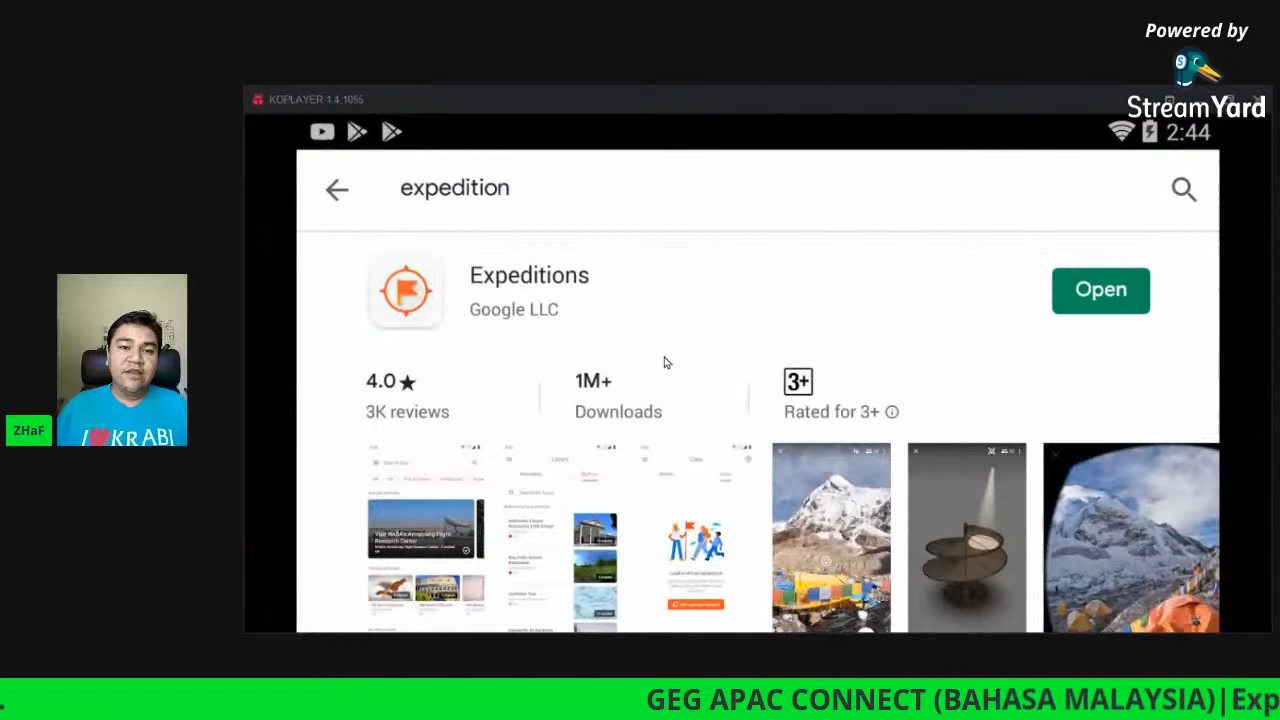 Powered by
StreamYard
KOPLAYER 1.4.1055
2:44
expedition
Expeditions
Google LLC
Open
4.0★
3K reviews
1M+
Downloads
3+
Rated for 3+
ZHaF
I ❤ KRABI
GEG APAC CONNECT (BAHASA MALAYSIA)|Exp